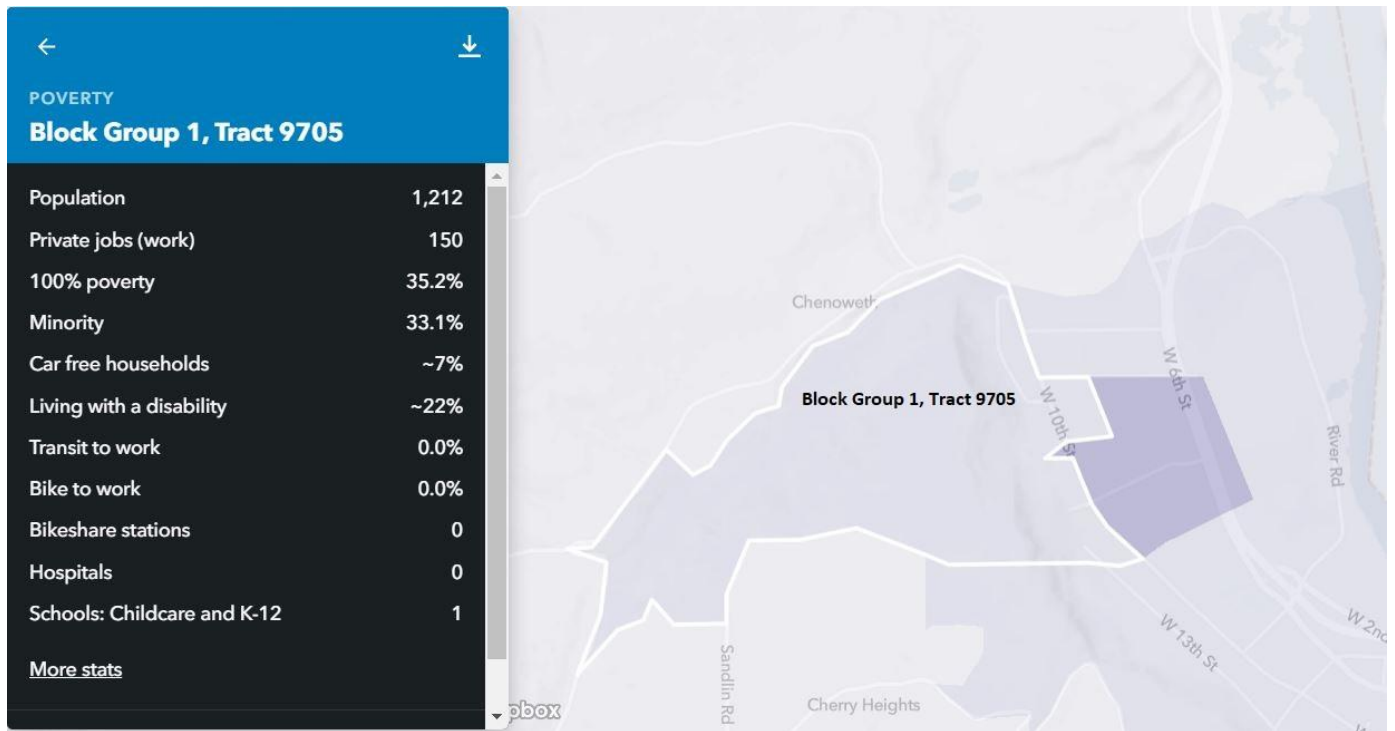 POVERTY
Block Group 1, Tract 9705
Population 1,212
Private jobs (work) 150
100% poverty 35.2%
Minority 33.1%
Car free households ~7%
Living with a disability ~22%
Transit to work 0.0%
Bike to work 0.0%
Bikeshare stations 0
Hospitals 0
Schools: Childcare and K-12 1
More stats
Chenoweth
Block Group 1, Tract 9705
W 10th St
W 6th St
River Rd
W 13th St
W 2nd
Sandlin Rd
Cherry Heights
pbox